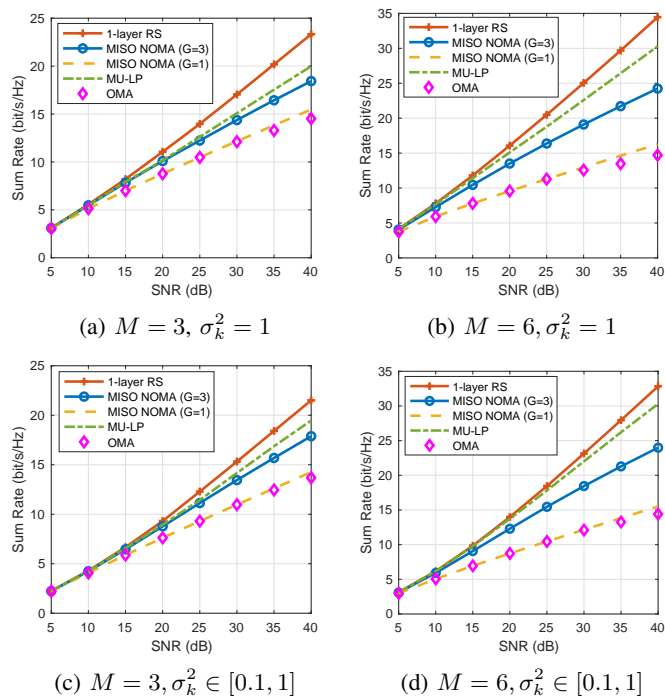 25
20
15
10
5
0
Sum Rate (bit/s/Hz)
1-layer RS
MISO NOMA (G=3)
MISO NOMA (G=1)
MU-LP
OMA
5 10 15 20 25 30 35 40
SNR (dB)
(a) M = 3, σ_k^2 = 1
35
30
25
20
15
10
5
0
Sum Rate (bit/s/Hz)
1-layer RS
MISO NOMA (G=3)
MISO NOMA (G=1)
MU-LP
OMA
5 10 15 20 25 30 35 40
SNR (dB)
(b) M = 6, σ_k^2 = 1
25
20
15
10
5
0
Sum Rate (bit/s/Hz)
1-layer RS
MISO NOMA (G=3)
MISO NOMA (G=1)
MU-LP
OMA
5 10 15 20 25 30 35 40
SNR (dB)
(c) M = 3, σ_k^2 ∈ [0.1, 1]
35
30
25
20
15
10
5
0
Sum Rate (bit/s/Hz)
1-layer RS
MISO NOMA (G=3)
MISO NOMA (G=1)
MU-LP
OMA
5 10 15 20 25 30 35 40
SNR (dB)
(d) M = 6, σ_k^2 ∈ [0.1, 1]